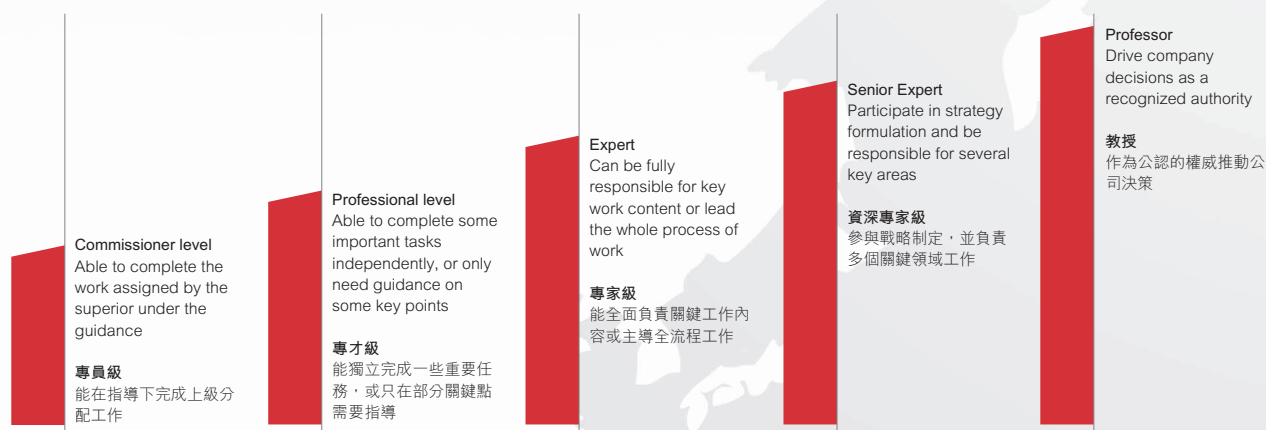 Commissioner level
Able to complete the
work assigned by the
superior under the
guidance
專員級
能在指導下完成上級分
配工作
Professional level
Able to complete some
important tasks
independently, or only
need guidance on
some key points
專才級
能獨立完成一些重要任
務，或只在部分關鍵點
需要指導
Expert
Can be fully
responsible for key
work content or lead
the whole process of
work
專家級
能全面負責關鍵工作內
容或主導全流程工作
Senior Expert
Participate in strategy
formulation and be
responsible for several
key areas
資深專家級
參與戰略制定，並負責
多個關鍵領域工作
Professor
Drive company
decisions as a
recognized authority
教授
作為公認的權威推動公
司決策